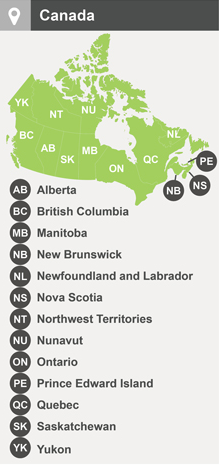 Canada
YK
NT
NU
BC
AB
SK
MB
ON
QC
NL
PE
NB
NS
AB Alberta
BC British Columbia
MB Manitoba
NB New Brunswick
NL Newfoundland and Labrador
NS Nova Scotia
NT Northwest Territories
NU Nunavut
ON Ontario
PE Prince Edward Island
QC Quebec
SK Saskatchewan
YK Yukon